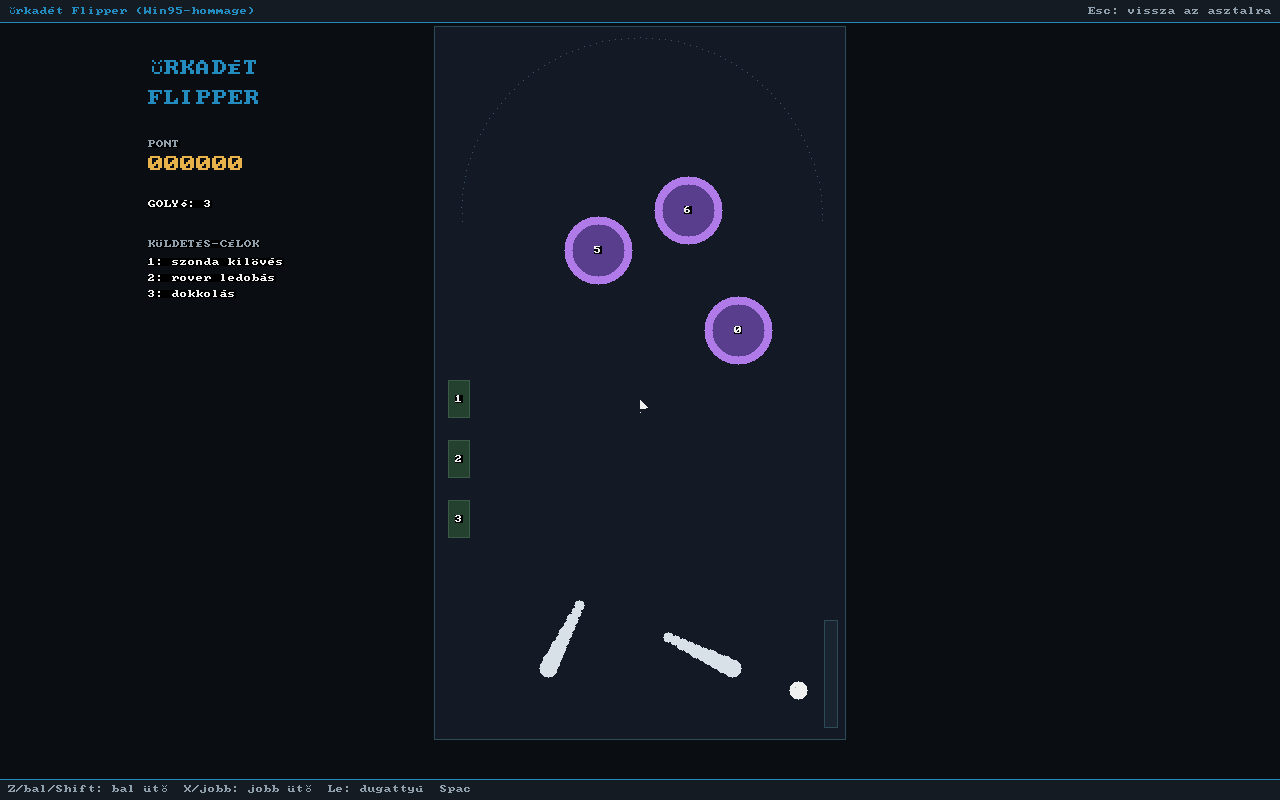 Űrkadét Flipper (Win95-hommage)
Esc: vissza az asztalra
ŰRKADÉT
FLIPPER
PONT
000000
GOLYó: 3
KüLDETéS-CéLOK
1: szonda kilövés
2: rover ledobás
3: dokkolás
6
5
0
1
2
3
Z/bal/Shift: bal ütő  X/jobb: jobb ütő  Le: dugattyú  Spac